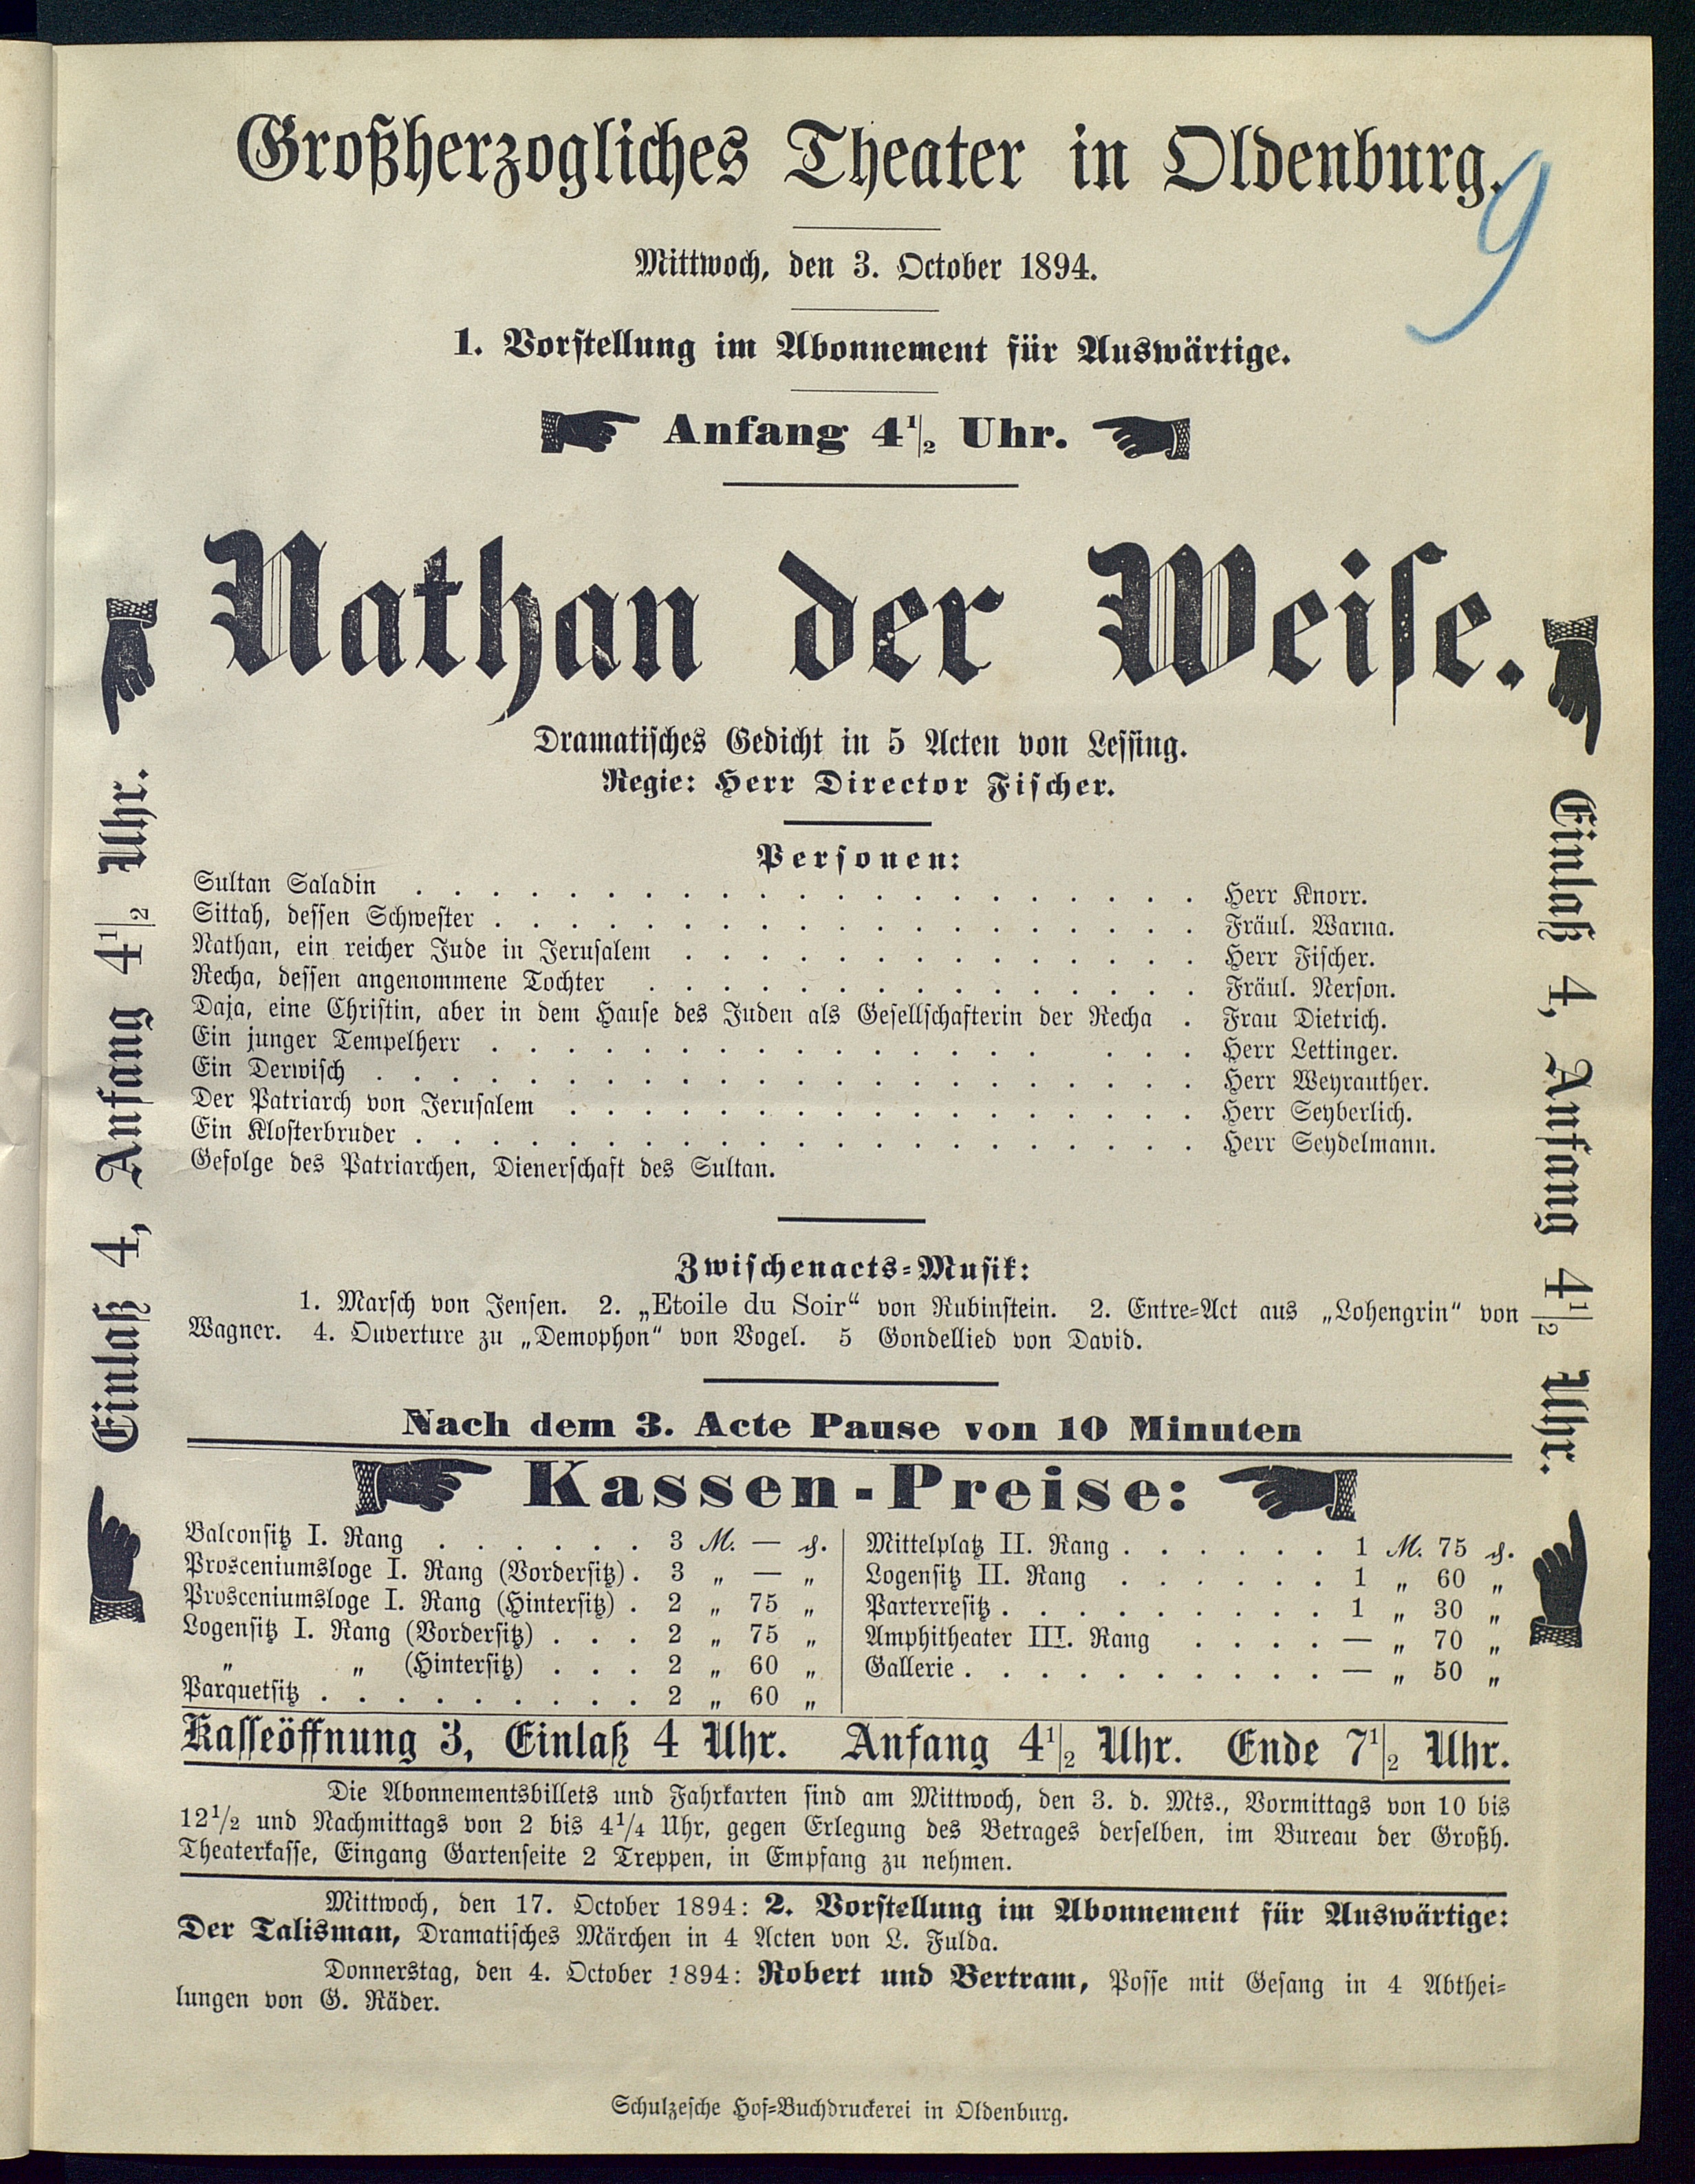 Großherzogliches Theater in Oldenburg.
9
Mittwoch, den 3. October 1894.
1. Vorstellung im Abonnement für Auswärtige.
Anfang 4 1/2 Uhr.
Nathan der Weise.
Dramatisches Gedicht in 5 Acten von Lessing.
Regie: Herr Director Fischer.
Personen:
Sultan Saladin . . . . . Herr Knorr.
Sittah, dessen Schwester . . . . . Fräul. Warna.
Nathan, ein reicher Jude in Jerusalem . . . . . Herr Fischer.
Recha, dessen angenommene Tochter . . . . . Fräul. Nerson.
Daja, eine Christin, aber in dem Hause des Juden als Gesellschafterin der Recha . Frau Dietrich.
Ein junger Tempelherr . . . . . Herr Lettinger.
Ein Derwisch . . . . . Herr Weyrauther.
Der Patriarch von Jerusalem . . . . . Herr Seyberlich.
Ein Klosterbruder . . . . . Herr Seydelmann.
Gefolge des Patriarchen, Dienerschaft des Sultan.
Zwischenacts-Musik:
1. Marsch von Jensen. 2. „Etoile du Soir“ von Rubinstein. 2. Entre-Act aus „Lohengrin“ von
Wagner. 4. Ouverture zu „Demophon“ von Vogel. 5 Gondellied von David.
Nach dem 3. Acte Pause von 10 Minuten
Kassen-Preise:
Balconsitz I. Rang . . . . . . 3 M. — ₰.
Prosceniumsloge I. Rang (Vordersitz) . 3 „ — „
Prosceniumsloge I. Rang (Hintersitz) . 2 „ 75 „
Logensitz I. Rang (Vordersitz) . . . 2 „ 75 „
„ „ (Hintersitz) . . . 2 „ 60 „
Parquetsitz . . . . . . . . . 2 „ 60 „
Mittelplatz II. Rang . . . . . . 1 M. 75 ₰.
Logensitz II. Rang . . . . . . 1 „ 60 „
Parterresitz . . . . . . . . . 1 „ 30 „
Amphitheater III. Rang . . . . — „ 70 „
Gallerie . . . . . . . . . . — „ 50 „
Kasseöffnung 3, Einlaß 4 Uhr. Anfang 4 1/2 Uhr. Ende 7 1/2 Uhr.
Die Abonnementsbillets und Fahrkarten sind am Mittwoch, den 3. d. Mts., Vormittags von 10 bis
12 1/2 und Nachmittags von 2 bis 4 1/4 Uhr, gegen Erlegung des Betrages derselben, im Bureau der Großh.
Theaterkasse, Eingang Gartenseite 2 Treppen, in Empfang zu nehmen.
Mittwoch, den 17. October 1894: 2. Vorstellung im Abonnement für Auswärtige:
Der Talisman, Dramatisches Märchen in 4 Acten von L. Fulda.
Donnerstag, den 4. October 1894: Robert und Bertram, Posse mit Gesang in 4 Abthei-
lungen von G. Räder.
Schulzesche Hof-Buchdruckerei in Oldenburg.
Einlaß 4, Anfang 4 1/2 Uhr.
Einlaß 4, Anfang 4 1/2 Uhr.